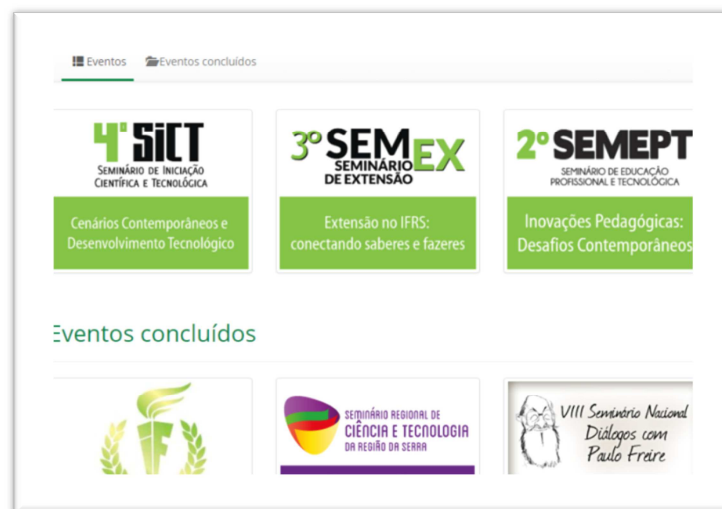 Eventos Eventos concluídos
4º SiCT
SEMINÁRIO DE INICIAÇÃO
CIENTÍFICA E TECNOLÓGICA
Cenários Contemporâneos e
Desenvolvimento Tecnológico
3º SEMEX
SEMINÁRIO
DE EXTENSÃO
Extensão no IFRS:
conectando saberes e fazeres
2º SEMEPT
SEMINÁRIO DE EDUCAÇÃO
PROFISSIONAL E TECNOLÓGICA
Inovações Pedagógicas:
Desafios Contemporâneos
Eventos concluídos
IF
SEMINÁRIO REGIONAL DE
CIÊNCIA E TECNOLOGIA
DA REGIÃO DA SERRA
VIII Seminário Nacional
Diálogos com
Paulo Freire